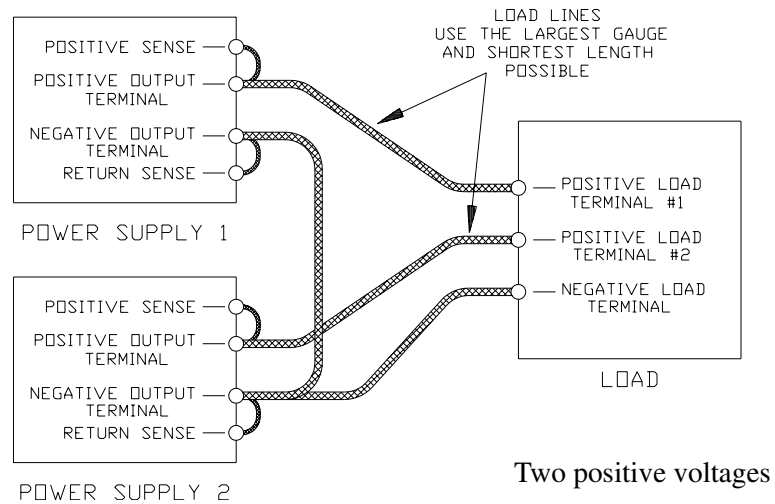 LOAD LINES
USE THE LARGEST GAUGE
AND SHORTEST LENGTH
POSSIBLE
POSITIVE SENSE
POSITIVE OUTPUT
TERMINAL
NEGATIVE OUTPUT
TERMINAL
RETURN SENSE
POWER SUPPLY 1
POSITIVE LOAD
TERMINAL #1
POSITIVE LOAD
TERMINAL #2
NEGATIVE LOAD
TERMINAL
LOAD
POSITIVE SENSE
POSITIVE OUTPUT
TERMINAL
NEGATIVE OUTPUT
TERMINAL
RETURN SENSE
POWER SUPPLY 2
Two positive voltages